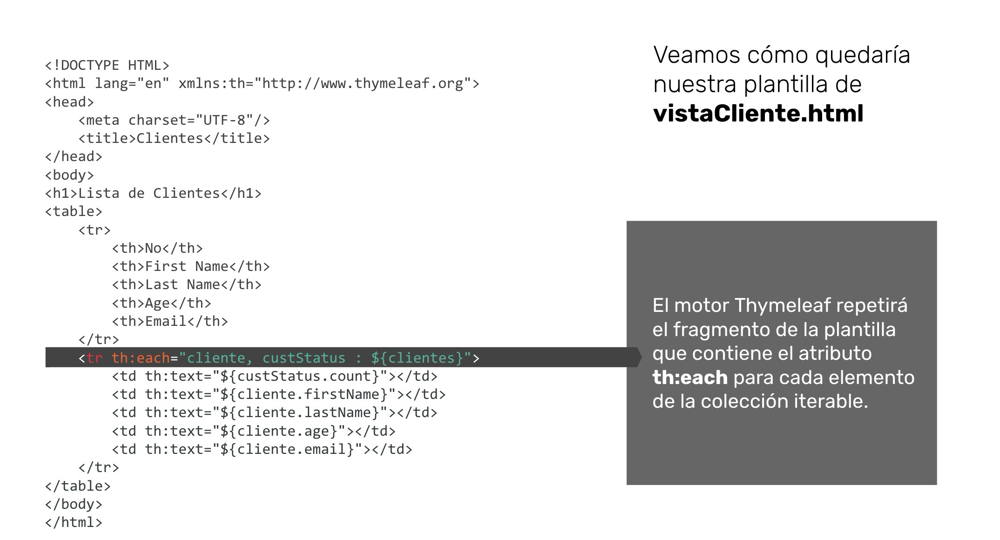 <!DOCTYPE HTML>
<html lang="en" xmlns:th="http://www.thymeleaf.org">
<head>
    <meta charset="UTF-8"/>
    <title>Clientes</title>
</head>
<body>
<h1>Lista de Clientes</h1>
<table>
    <tr>
        <th>No</th>
        <th>First Name</th>
        <th>Last Name</th>
        <th>Age</th>
        <th>Email</th>
    </tr>
    <tr th:each="cliente, custStatus : ${clientes}">
        <td th:text="${custStatus.count}"></td>
        <td th:text="${cliente.firstName}"></td>
        <td th:text="${cliente.lastName}"></td>
        <td th:text="${cliente.age}"></td>
        <td th:text="${cliente.email}"></td>
    </tr>
</table>
</body>
</html>
Veamos cómo quedaría
nuestra plantilla de
vistaCliente.html
El motor Thymeleaf repetirá
el fragmento de la plantilla
que contiene el atributo
th:each para cada elemento
de la colección iterable.